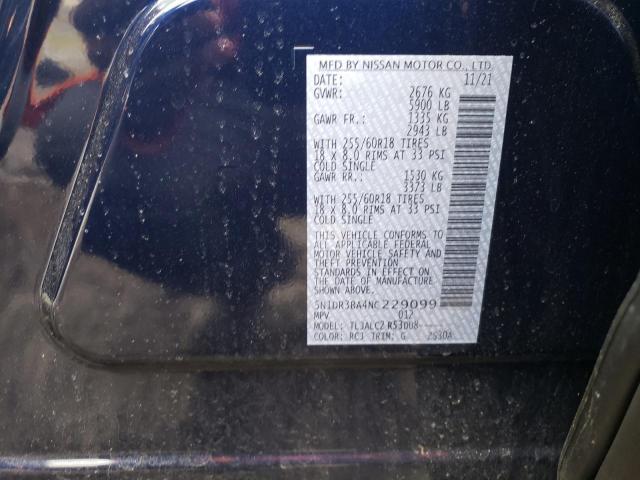 MFD BY NISSAN MOTOR CO., LTD.
DATE: 11/21
GVWR: 2676 KG
5900 LB
GAWR FR.: 1335 KG
2943 LB
WITH 255/60R18 TIRES
18 x 8.0 RIMS AT 33 PSI
COLD SINGLE
GAWR RR.: 1530 KG
3373 LB
WITH 255/60R18 TIRES
18 x 8.0 RIMS AT 33 PSI
COLD SINGLE
THIS VEHICLE CONFORMS TO
ALL APPLICABLE FEDERAL
MOTOR VEHICLE SAFETY AND
THEFT PREVENTION
STANDARDS IN EFFECT ON
THE DATE OF MANUFACTURE
SHOWN ABOVE.
5N1DR3BA4NC229099
MPV 012
MODEL: TLJALC2 R53UU8
COLOR: RCJ TRIM: G 2530A